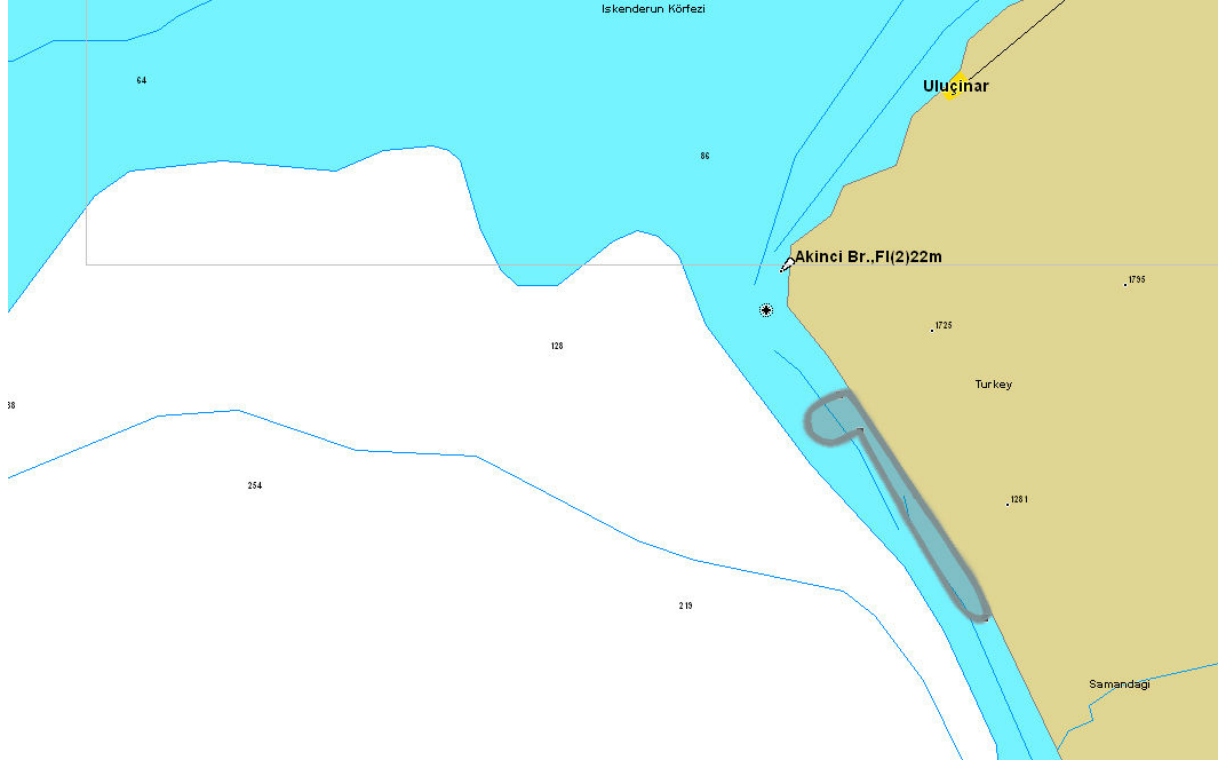 Iskenderun Körfezi
64
Uluçinar
86
Akinci Br.,Fl(2)22m
1795
1725
128
Turkey
254
1281
219
Samandagi